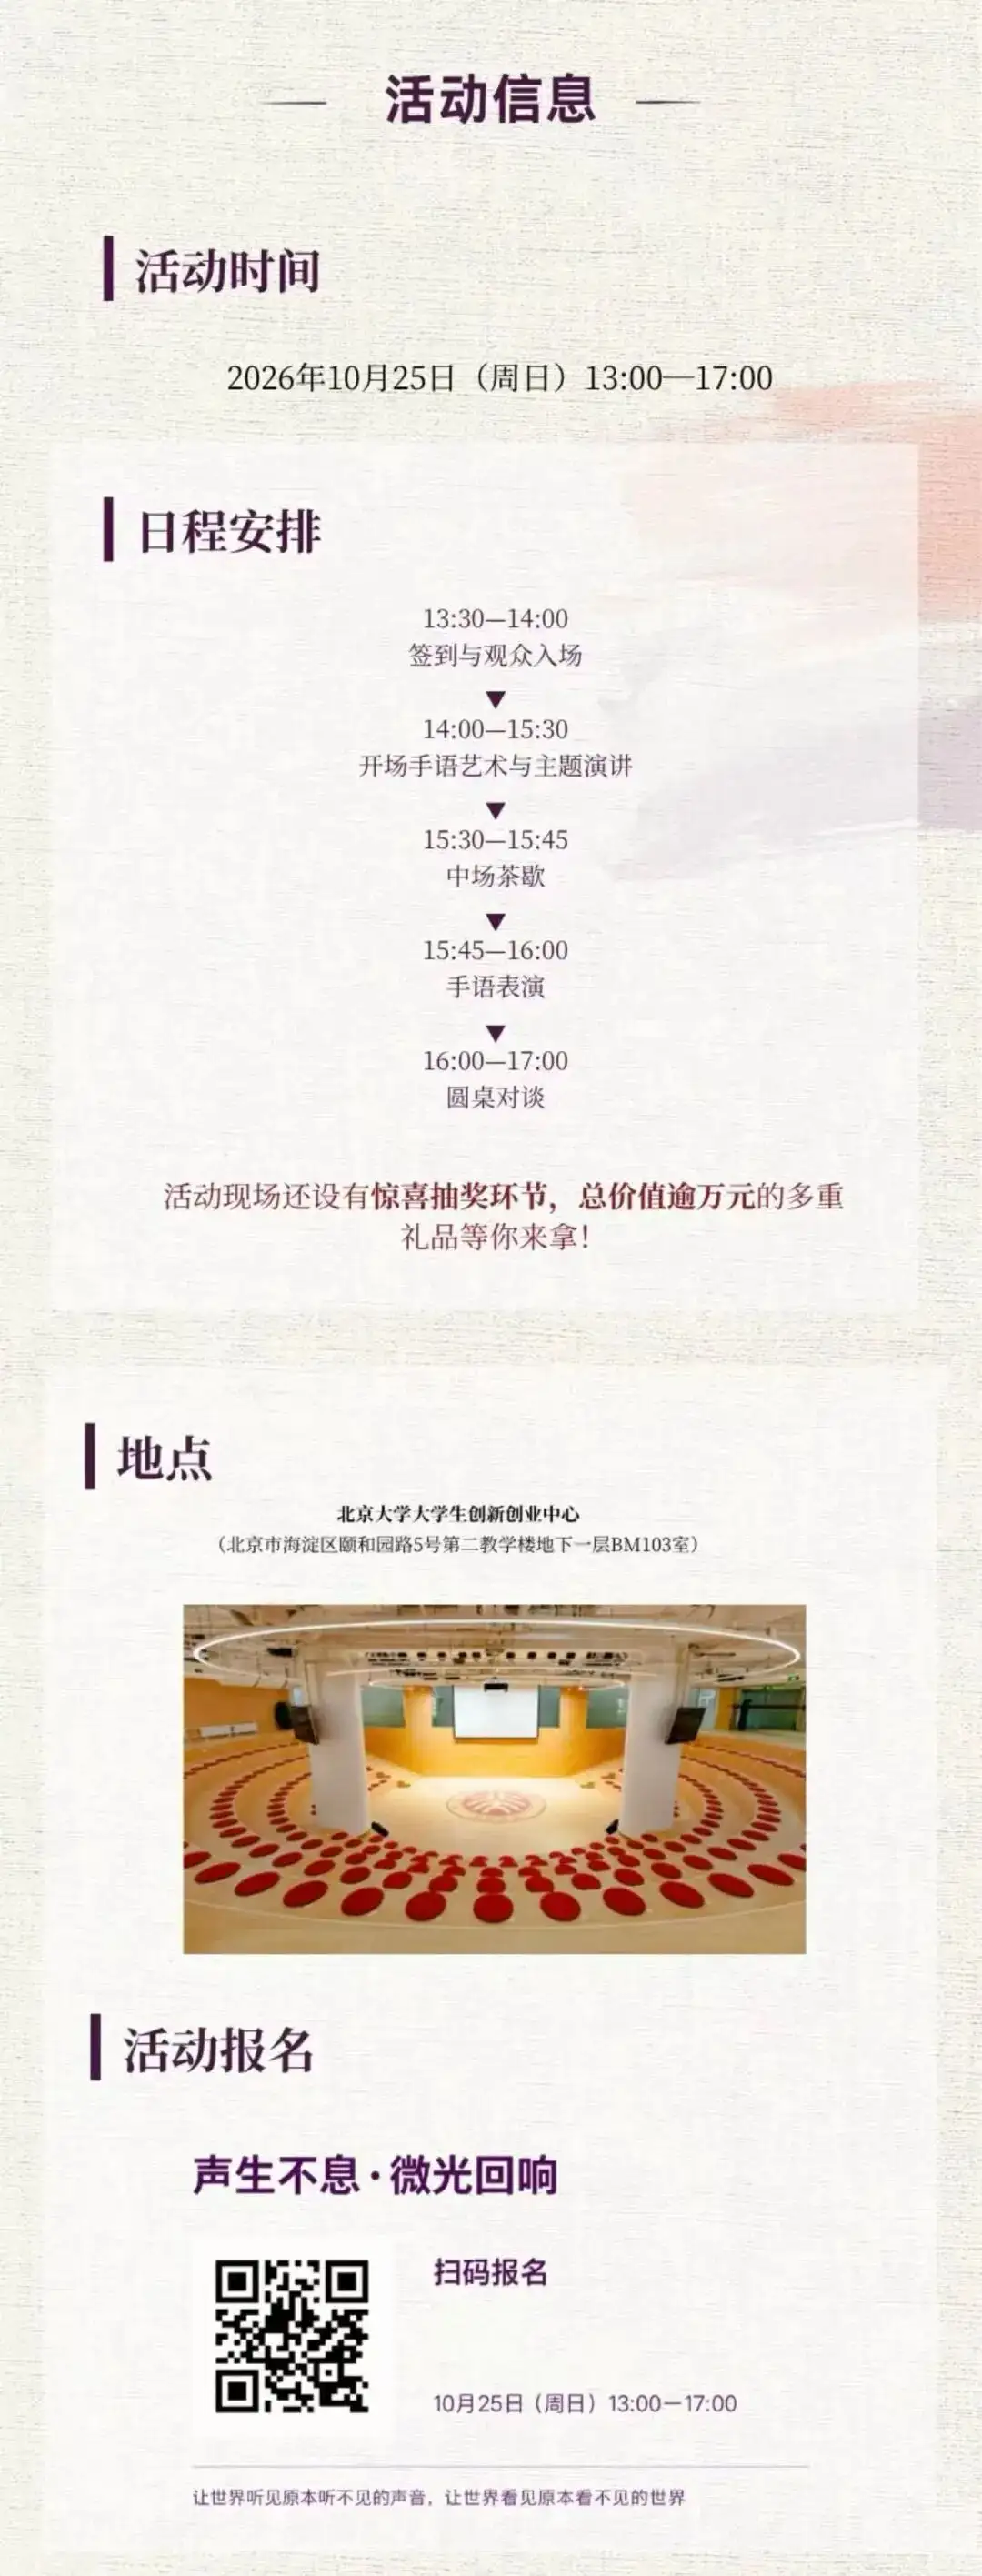 活动信息
活动时间
2026年10月25日（周日）13:00—17:00
日程安排
13:30—14:00
签到与观众入场
14:00—15:30
开场手语艺术与主题演讲
15:30—15:45
中场茶歇
15:45—16:00
手语表演
16:00—17:00
圆桌对谈
活动现场还设有惊喜抽奖环节，总价值逾万元的多重
礼品等你来拿！
地点
北京大学大学生创新创业中心
（北京市海淀区颐和园路5号第二教学楼地下一层BM103室）
活动报名
声生不息·微光回响
扫码报名
10月25日（周日）13:00—17:00
让世界听见原本听不见的声音，让世界看见原本看不见的世界